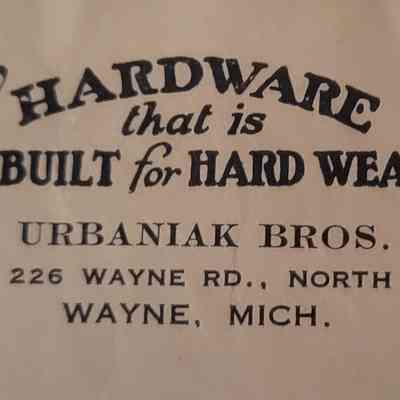 HARDWARE
that is
BUILT for HARD WEA
URBANIAK BROS.
226 WAYNE RD., NORTH
WAYNE, MICH.